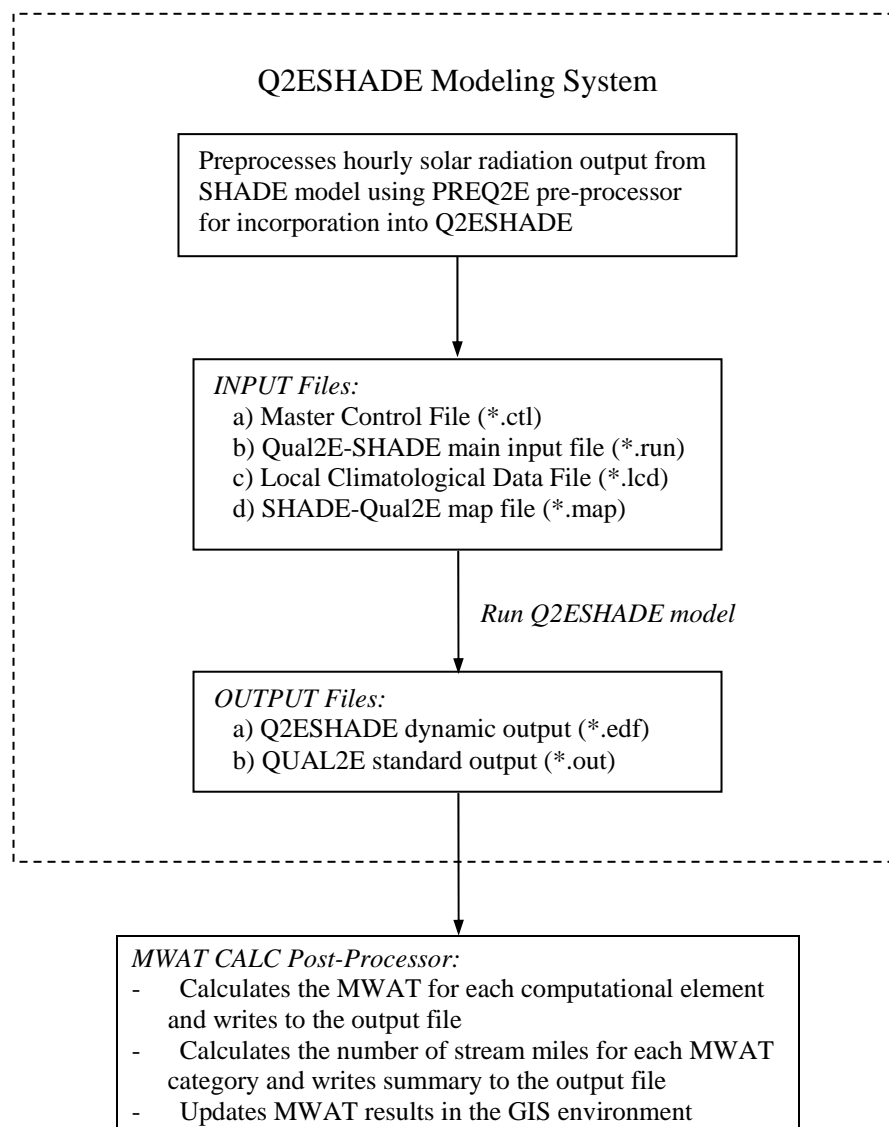 Q2ESHADE Modeling System
Preprocesses hourly solar radiation output from
SHADE model using PREQ2E pre-processor
for incorporation into Q2ESHADE
INPUT Files:
a) Master Control File (*.ctl)
b) Qual2E-SHADE main input file (*.run)
c) Local Climatological Data File (*.lcd)
d) SHADE-Qual2E map file (*.map)
Run Q2ESHADE model
OUTPUT Files:
a) Q2ESHADE dynamic output (*.edf)
b) QUAL2E standard output (*.out)
MWAT CALC Post-Processor:
- Calculates the MWAT for each computational element
and writes to the output file
- Calculates the number of stream miles for each MWAT
category and writes summary to the output file
- Updates MWAT results in the GIS environment